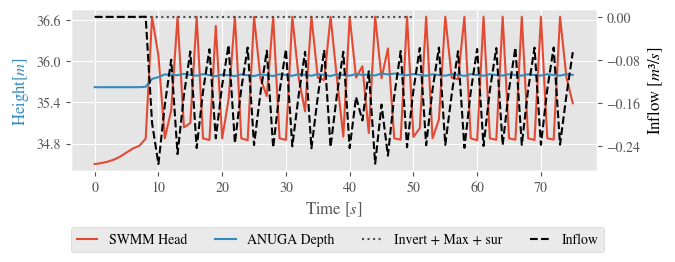 36.6
36.0
35.4
34.8
Height[m]
0.00
−0.08
−0.16
−0.24
Inflow [m³/s]
0
10
20
30
40
50
60
70
Time [s]
SWMM Head
ANUGA Depth
Invert + Max + sur
Inflow